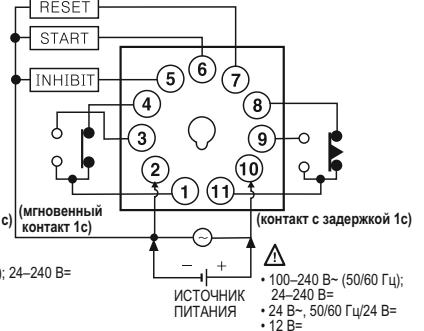 RESET
START
INHIBIT
6
5
7
4
8
3
9
2
10
1
11
с)
(мгновенный
контакт 1с)
(контакт с задержкой 1с)
~
− +
); 24–240 В=
ИСТОЧНИК
ПИТАНИЯ
!
• 100–240 В~ (50/60 Гц);
24–240 В=
• 24 В~, 50/60 Гц/24 В=
• 12 В=